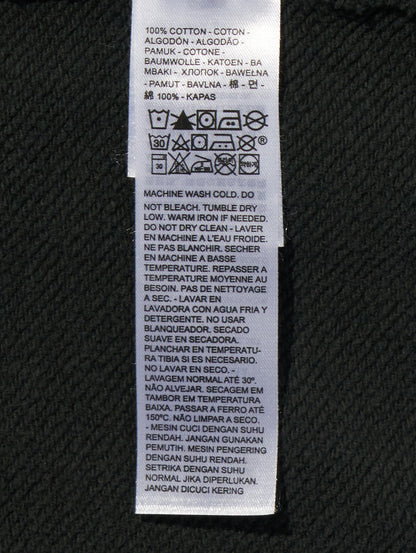 100% COTTON - COTON -
ALGODÓN - ALGODÃO -
PAMUK - COTONE -
BAUMWOLLE - KATOEN - BA
MBAKI - ХЛОПОК - BAWEŁNA
- PAMUT - BAVLNA - 棉 - 면 -
綿 100% - KAPAS
30
30
MACHINE WASH COLD. DO
NOT BLEACH. TUMBLE DRY
LOW. WARM IRON IF NEEDED.
DO NOT DRY CLEAN - LAVER
EN MACHINE A L'EAU FROIDE.
NE PAS BLANCHIR. SECHER
EN MACHINE A BASSE
TEMPERATURE. REPASSER A
TEMPERATURE MOYENNE AU
BESOIN. PAS DE NETTOYAGE
A SEC. - LAVAR EN
LAVADORA CON AGUA FRIA Y
DETERGENTE. NO USAR
BLANQUEADOR. SECADO
SUAVE EN SECADORA.
PLANCHAR EN TEMPERATU-
RA TIBIA SI ES NECESARIO.
NO LAVAR EN SECO. -
LAVAGEM NORMAL ATÉ 30º.
NÃO ALVEJAR. SECAGEM EM
TAMBOR EM TEMPERATURA
BAIXA. PASSAR A FERRO ATÉ
150ºC. NÃO LIMPAR A SECO.
- MESIN CUCI DENGAN SUHU
RENDAH. JANGAN GUNAKAN
PEMUTIH. MESIN PENGERING
DENGAN SUHU RENDAH.
SETRIKA DENGAN SUHU
NORMAL JIKA DIPERLUKAN.
JANGAN DICUCI KERING